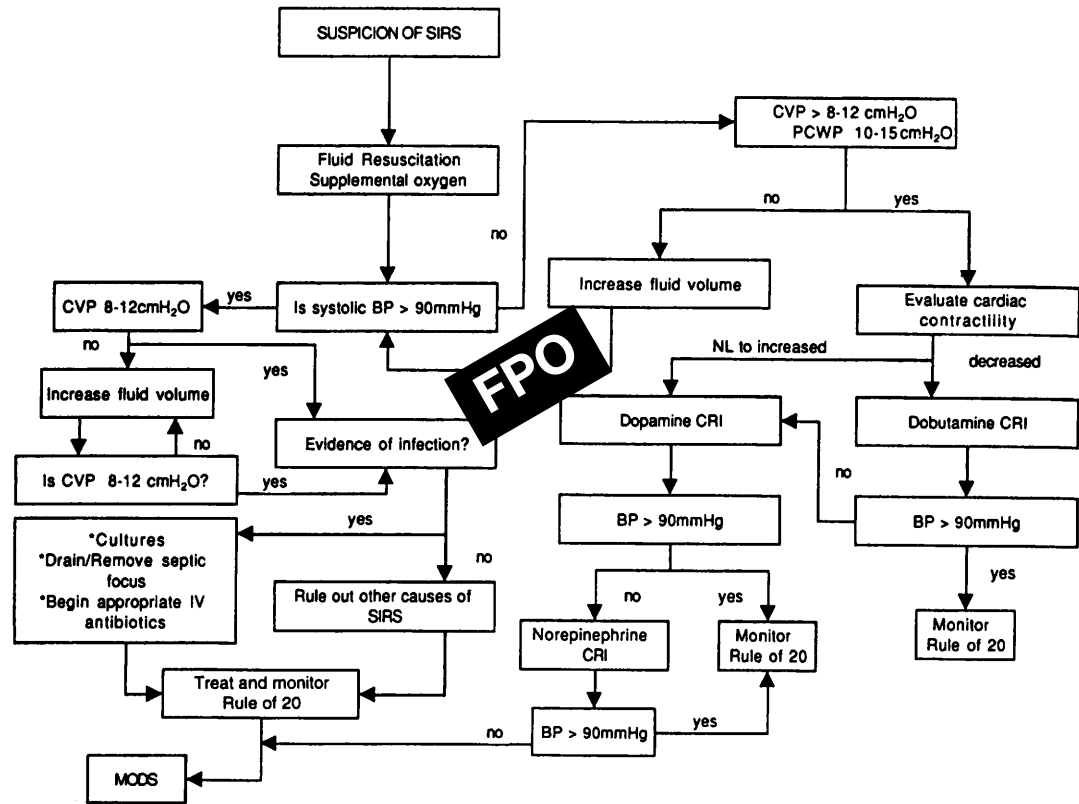 SUSPICION OF SIRS
Fluid Resuscitation
Supplemental oxygen
no
CVP > 8-12 cmH₂O
PCWP 10-15cmH₂O
no
yes
Is systolic BP > 90mmHg
yes
CVP 8-12cmH₂O
Increase fluid volume
Evaluate cardiac
contractility
no
yes
NL to increased
decreased
FPO
Increase fluid volume
Evidence of infection?
Dopamine CRI
Dobutamine CRI
no
no
Is CVP 8-12 cmH₂O?
yes
BP > 90mmHg
BP > 90mmHg
yes
*Cultures
*Drain/Remove septic
focus
*Begin appropriate IV
antibiotics
no
Rule out other causes of
SIRS
no
yes
yes
Norepinephrine
CRI
Monitor
Rule of 20
Monitor
Rule of 20
Treat and monitor
Rule of 20
BP > 90mmHg
yes
no
MODS